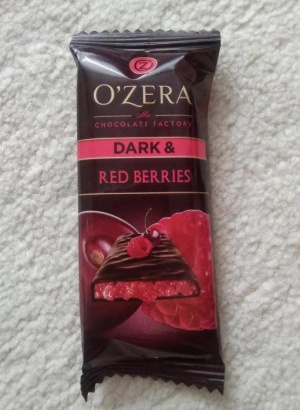 O'ZERA
The
CHOCOLATE FACTORY
DARK &
RED BERRIES